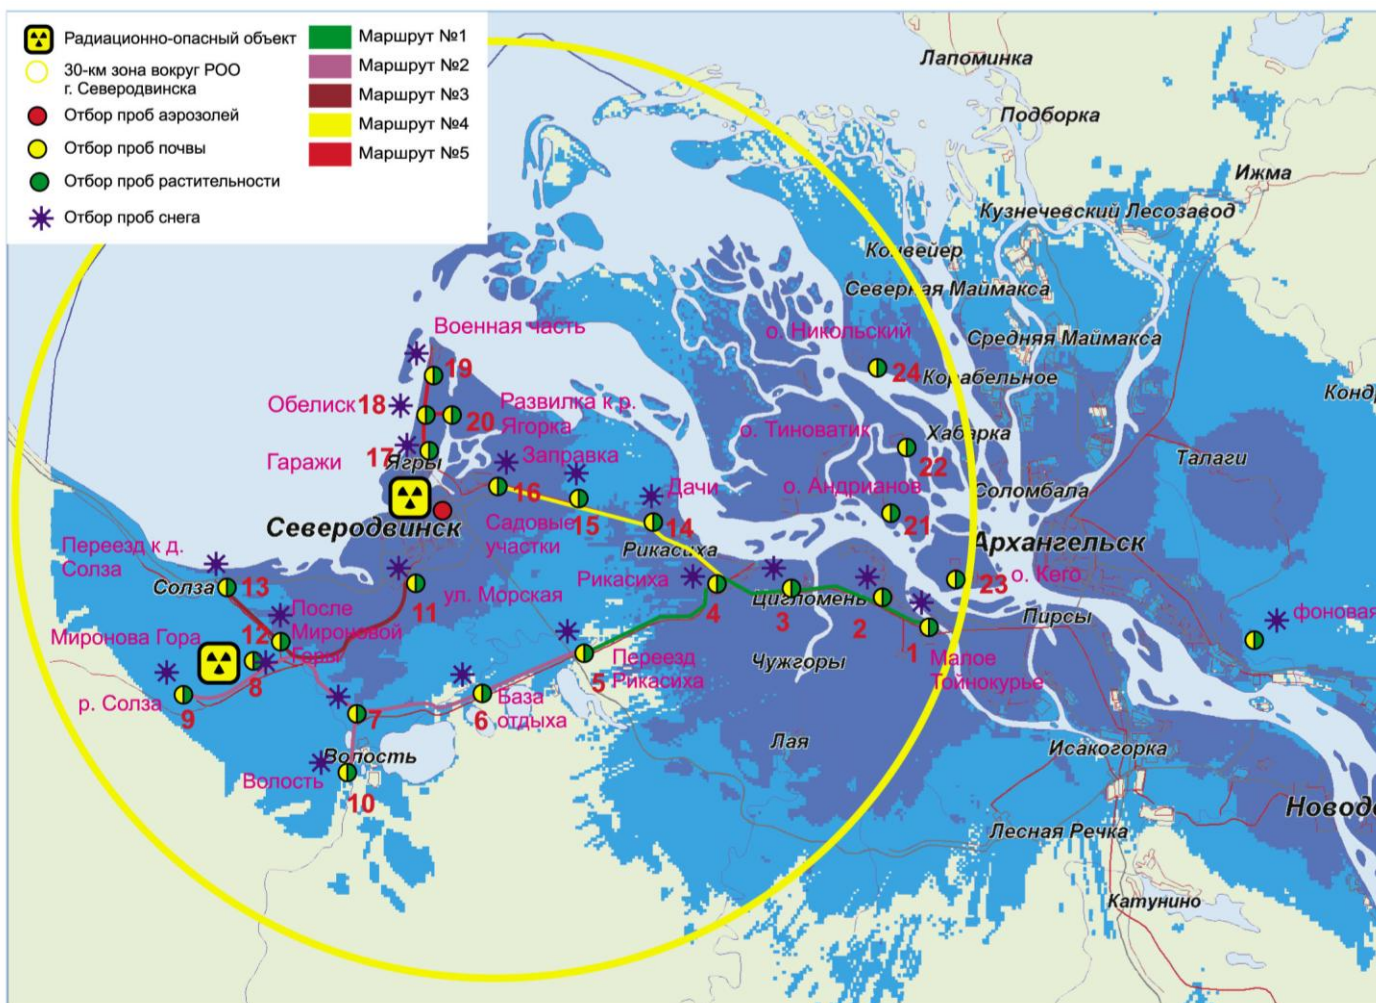 Радиационно-опасный объект
30-км зона вокруг РОО
г. Северодвинска
Отбор проб аэрозолей
Отбор проб почвы
Отбор проб растительности
Отбор проб снега
Маршрут №1
Маршрут №2
Маршрут №3
Маршрут №4
Маршрут №5
Лапоминка
Подборка
Ижма
Кузнечевский Лесозавод
Конвейер
Северная Маймакса
Средняя Маймакса
о. Никольский
Военная часть
19
24
Корабельное
Обелиск
18
20
Развилка к р.
Ягорка
о. Тиноватик
Хабарка
22
Талаги
Гаражи
17
Ягры
Заправка
16
15
Дачи
14
о. Андрианов
21
Соломбала
Северодвинск
Садовые
участки
Рикасиха
Архангельск
Переезд к д.
Солза
Солза
13
11
ул. Морская
Рикасиха
4
3
Цигломень
2
23
о. Кего
Пирсы
фоновая
12
После
Мироновой
Горы
Миронова Гора
8
1
Малое
Тойнокурье
Чужгоры
5
Переезд
Рикасиха
р. Солза
9
7
6
База
отдыха
Лая
Исакогорка
Волость
Волость
10
Лесная Речка
Катунино